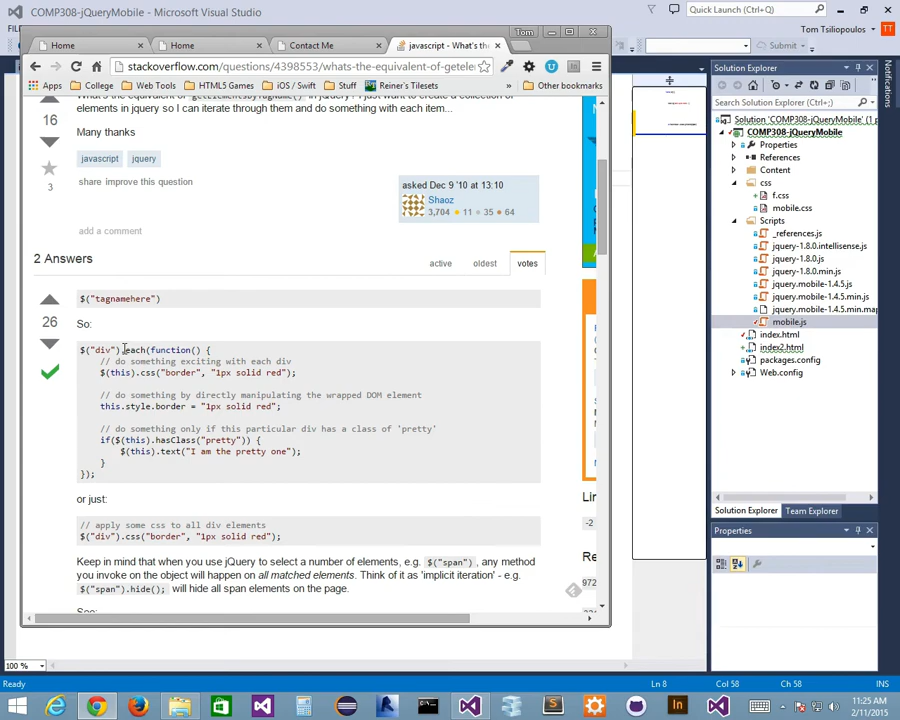 COMP308-jQueryMobile - Microsoft Visual Studio
Quick Launch (Ctrl+Q)
Tom
Tom Tsiliopoulos
TT
FIL
Home
Home
Contact Me
javascript - What's the
Submit
stackoverflow.com/questions/4398553/whats-the-equivalent-of-getele
Apps
College
Web Tools
HTML5 Games
iOS / Swift
Reiner's Tilesets
»
Other bookmarks
elements in jquery so I can iterate through them and do something with each item...
16
Many thanks
javascript
jquery
3
share improve this question
asked Dec 9 '10 at 13:10
Shaoz
3,704
11
35
64
add a comment
2 Answers
active
oldest
votes
$("tagnamehere")
26
So:
$("div").each(function() {
// do something exciting with each div
$(this).css("border", "1px solid red");
// do something by directly manipulating the wrapped DOM element
this.style.border = "1px solid red";
// do something only if this particular div has a class of 'pretty'
if($(this).hasClass("pretty")) {
$(this).text("I am the pretty one");
}
});
or just:
// apply some css to all div elements
$("div").css("border", "1px solid red");
Keep in mind that when you use jQuery to select a number of elements, e.g. $("span") , any method
you invoke on the object will happen on all matched elements. Think of it as 'implicit iteration' - e.g.
$("span").hide(); will hide all span elements on the page.
See:
Li
-2
Re
972
Solution Explorer
Search Solution Explorer (Ctrl+;)
Solution 'COMP308-jQueryMobile' (1 p
COMP308-jQueryMobile
Properties
References
Content
css
f.css
mobile.css
Scripts
_references.js
jquery-1.8.0.intellisense.js
jquery-1.8.0.js
jquery-1.8.0.min.js
jquery.mobile-1.4.5.js
jquery.mobile-1.4.5.min.js
jquery.mobile-1.4.5.min.map
mobile.js
index.html
index2.html
packages.config
Web.config
Solution Explorer
Team Explorer
Properties
Notifications
100 %
Ready
Ln 8
Col 58
Ch 58
INS
In
11:25 AM
2/11/2015